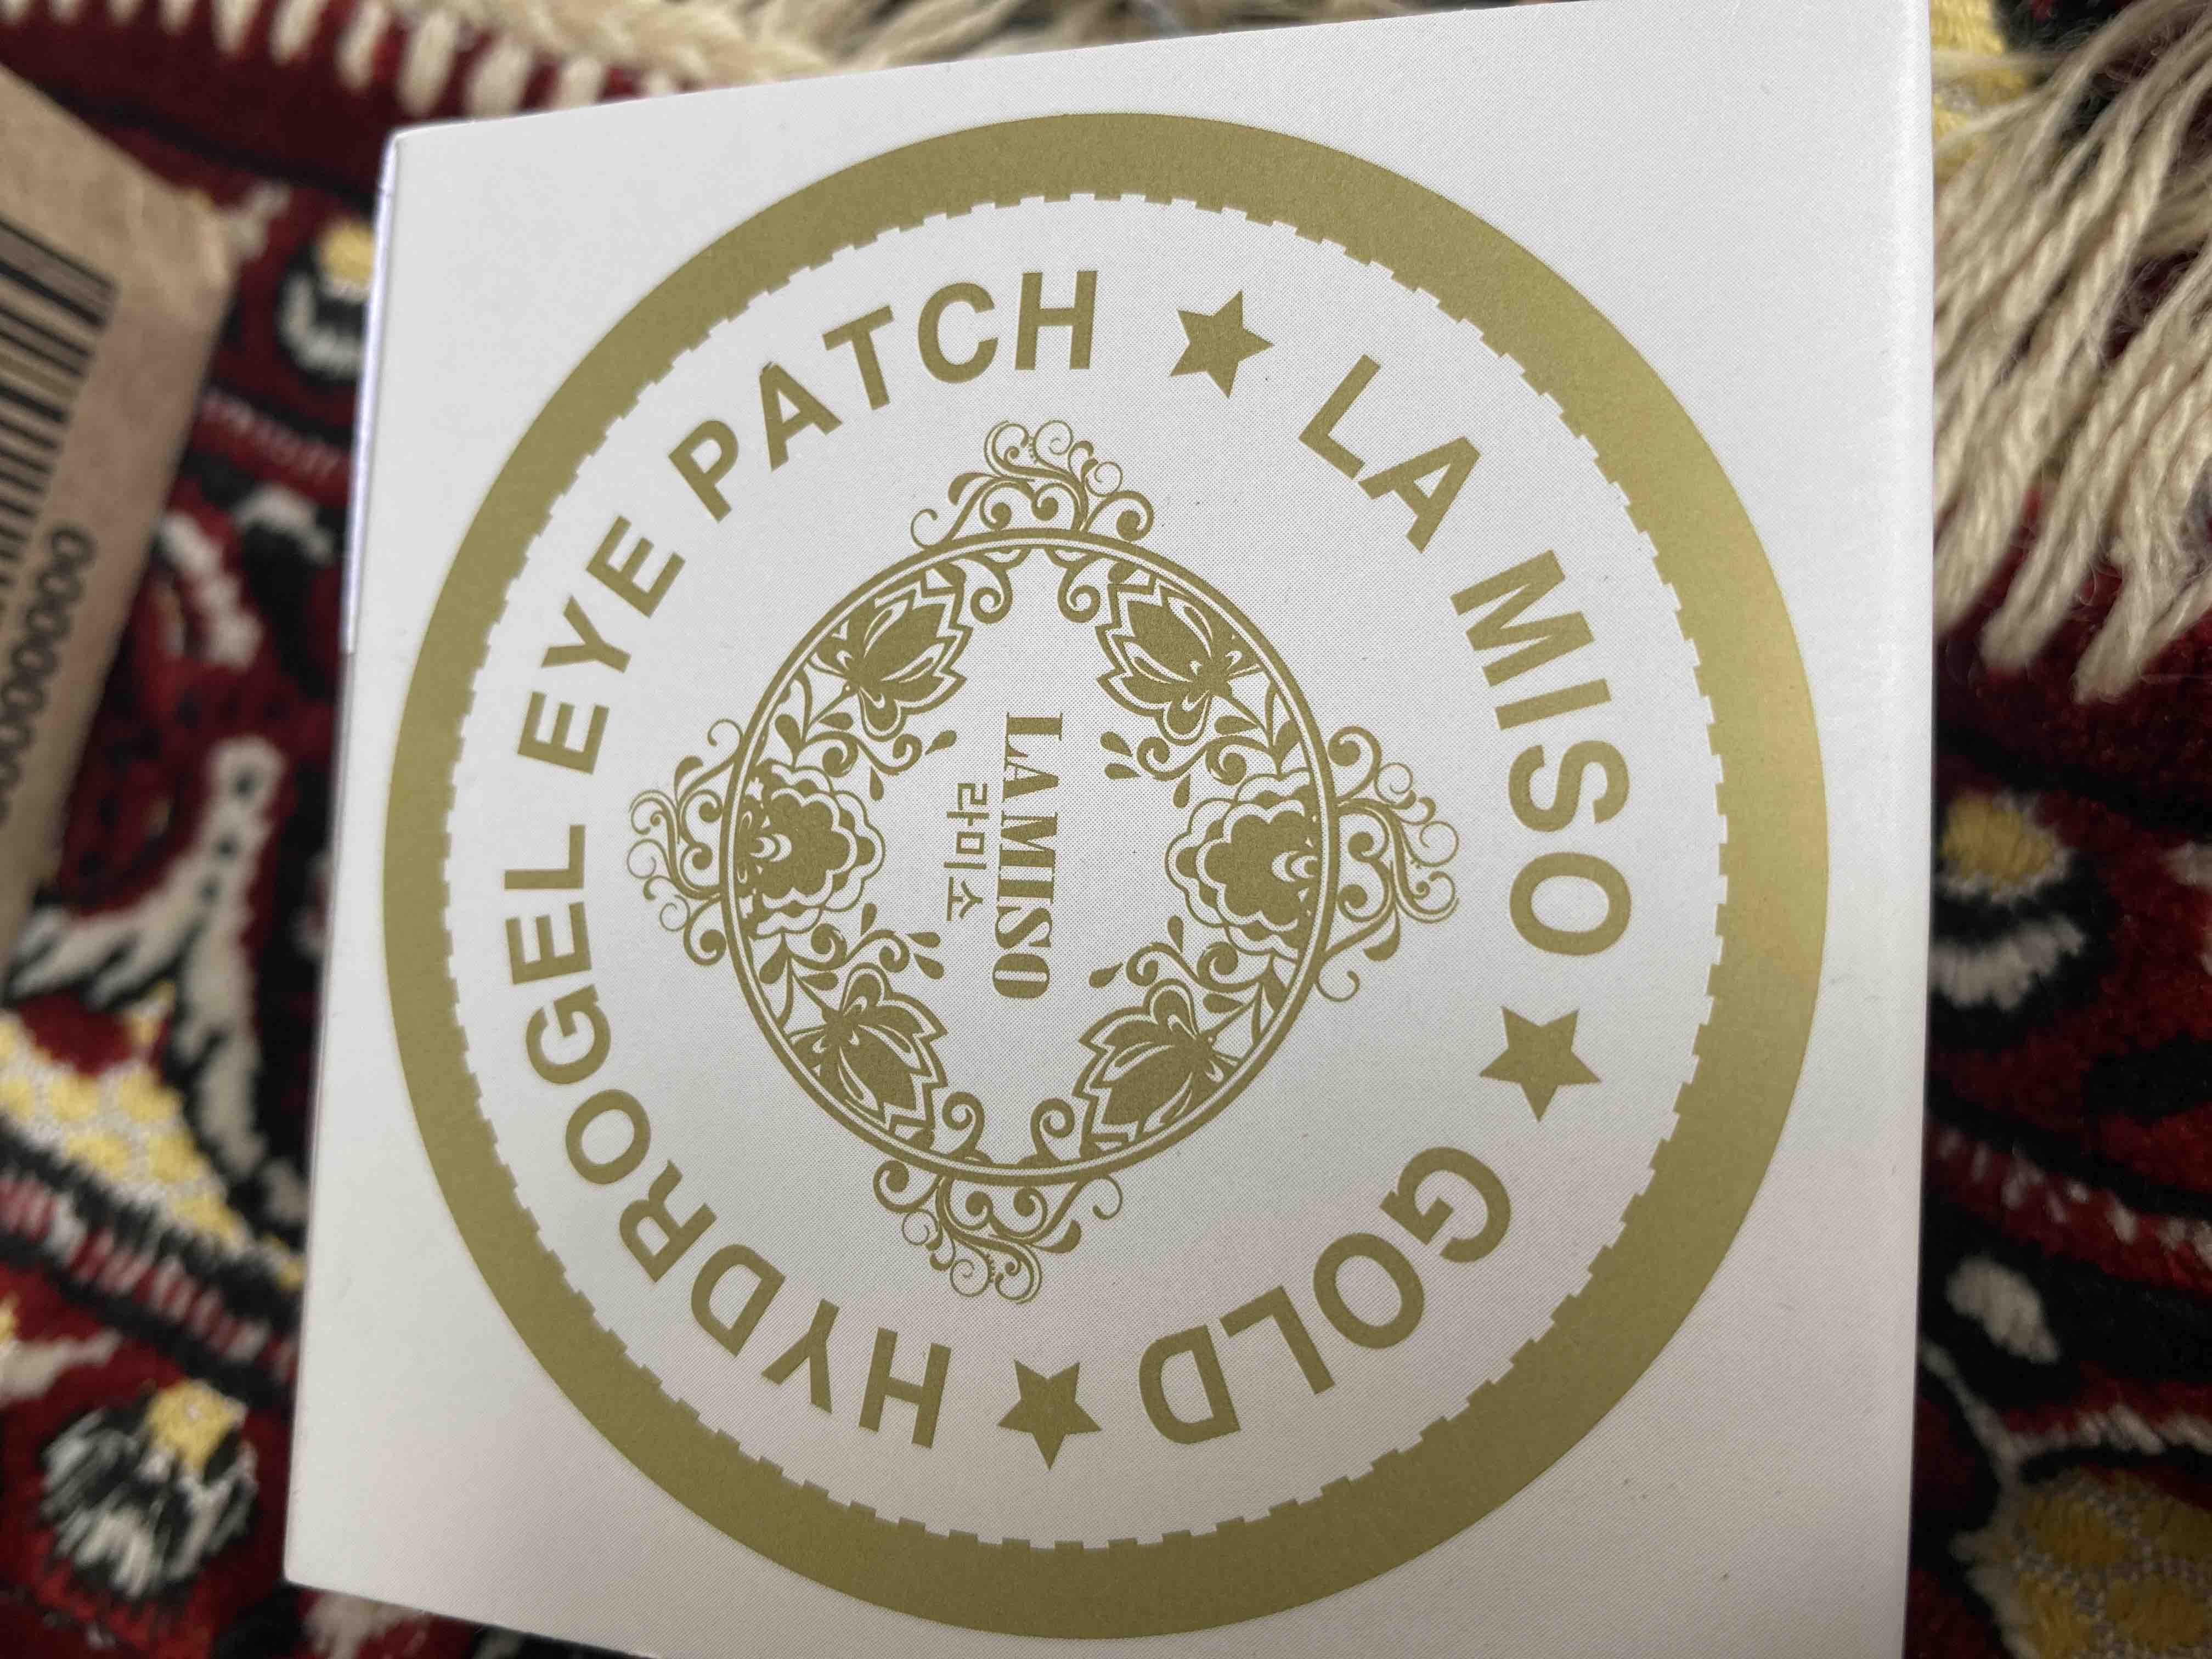 LA MISO ★ GOLD ★ HYDROGEL EYE PATCH ★
LAMISO
라미소